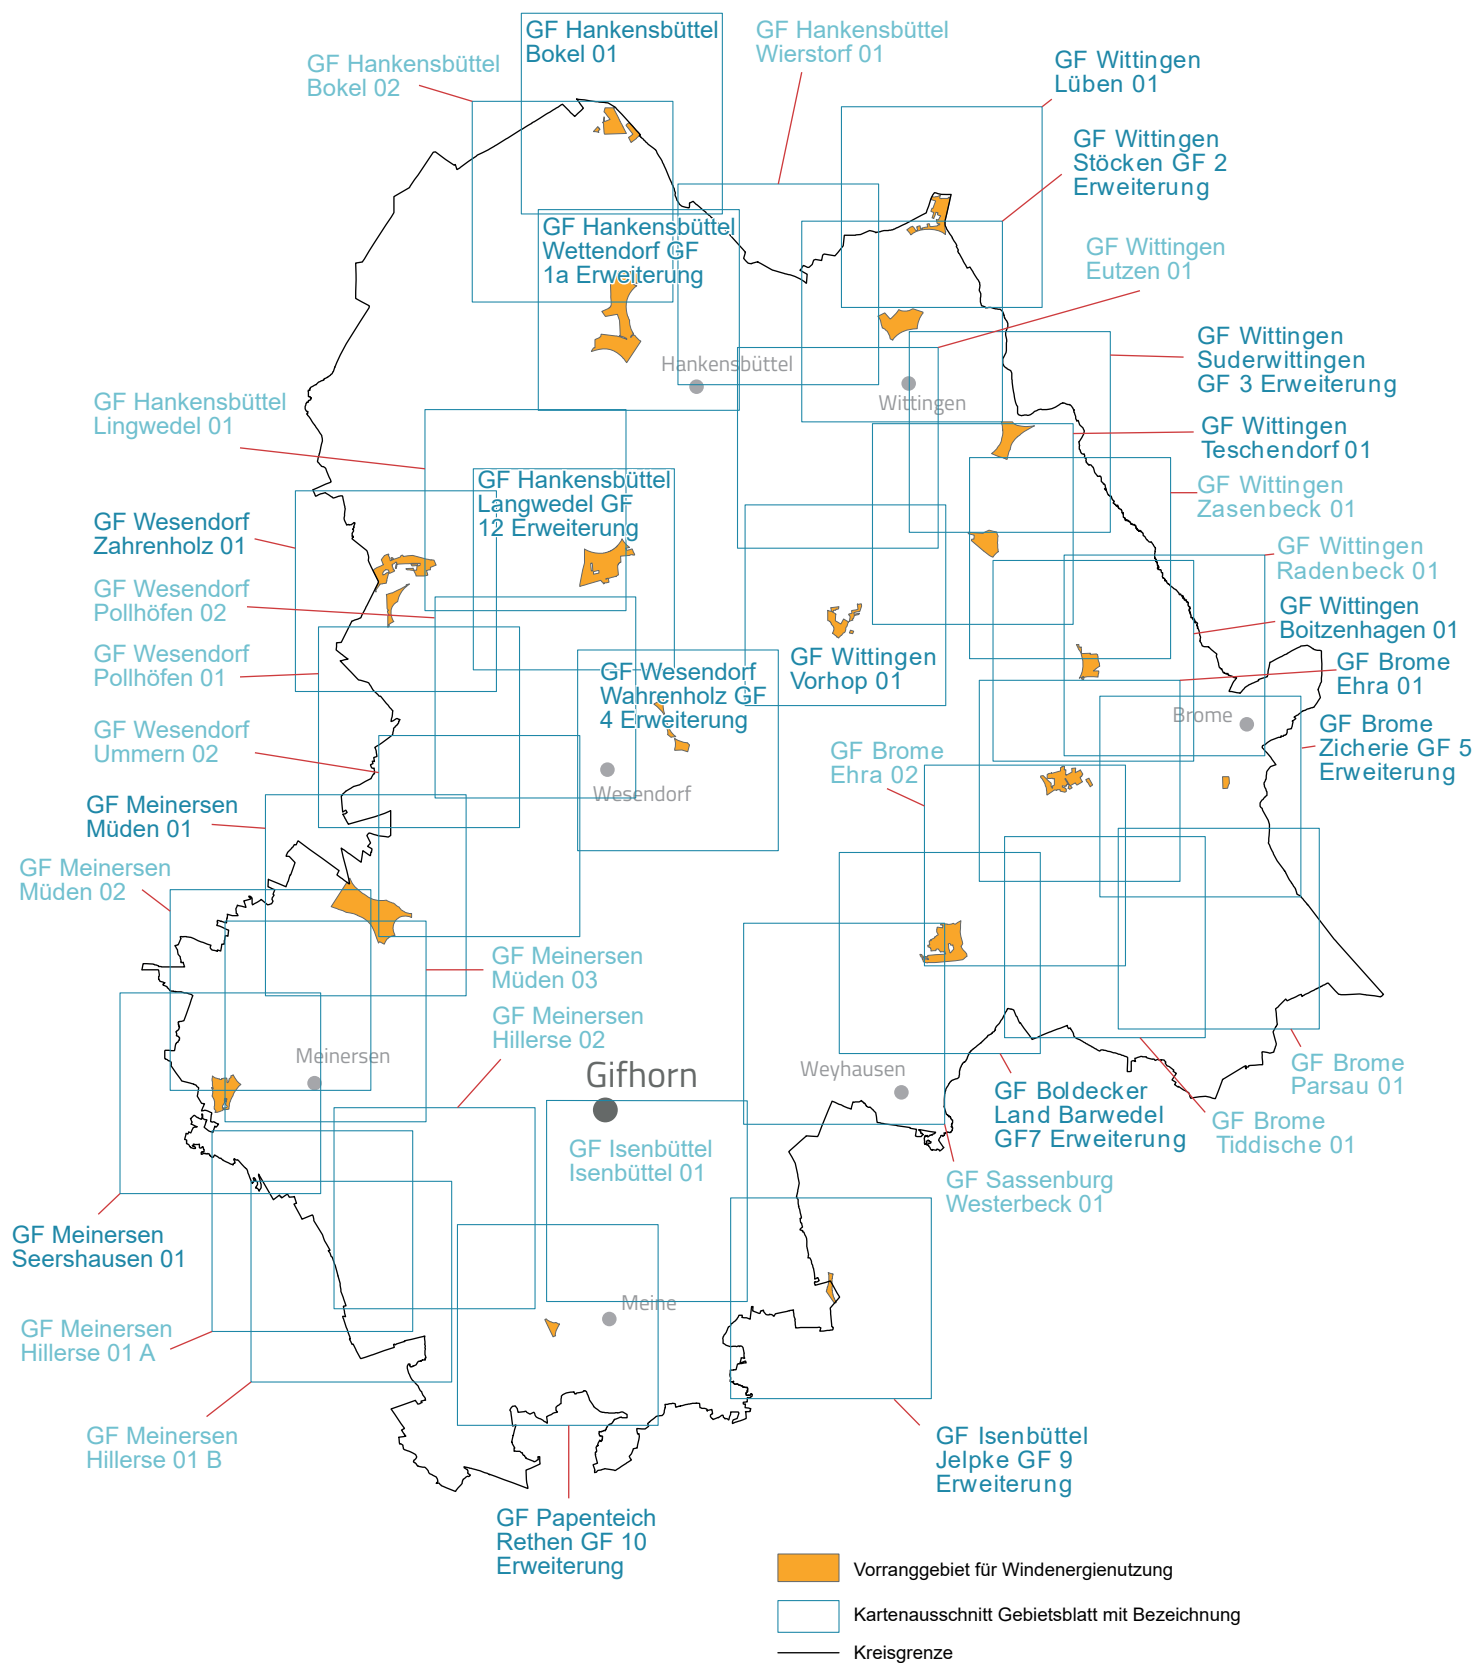 GF Hankensbüttel
Bokel 01
GF Hankensbüttel
Wierstorf 01
GF Hankensbüttel
Bokel 02
GF Wittingen
Lüben 01
GF Wittingen
Stöcken GF 2
Erweiterung
GF Hankensbüttel
Wettendorf GF
1a Erweiterung
GF Wittingen
Eutzen 01
GF Wittingen
Suderwittingen
GF 3 Erweiterung
Hankensbüttel
Wittingen
GF Hankensbüttel
Lingwedel 01
GF Wittingen
Teschendorf 01
GF Hankensbüttel
Langwedel GF
12 Erweiterung
GF Wittingen
Zasenbeck 01
GF Wesendorf
Zahrenholz 01
GF Wittingen
Radenbeck 01
GF Wesendorf
Pollhöfen 02
GF Wittingen
Boitzenhagen 01
GF Wesendorf
Pollhöfen 01
GF Wittingen
Vorhop 01
GF Brome
Ehra 01
GF Wesendorf
Wahrenholz GF
4 Erweiterung
Brome
GF Wesendorf
Ummern 02
GF Brome
Zicherie GF 5
Erweiterung
GF Brome
Ehra 02
Wesendorf
GF Meinersen
Müden 01
GF Meinersen
Müden 02
GF Meinersen
Müden 03
GF Meinersen
Hillerse 02
Meinersen
Gifhorn
Weyhausen
GF Brome
Parsau 01
GF Boldecker
Land Barwedel
GF7 Erweiterung
GF Brome
Tiddische 01
GF Isenbüttel
Isenbüttel 01
GF Sassenburg
Westerbeck 01
GF Meinersen
Seershausen 01
Meine
GF Meinersen
Hillerse 01 A
GF Meinersen
Hillerse 01 B
GF Isenbüttel
Jelpke GF 9
Erweiterung
GF Papenteich
Rethen GF 10
Erweiterung
Vorranggebiet für Windenergienutzung
Kartenausschnitt Gebietsblatt mit Bezeichnung
Kreisgrenze